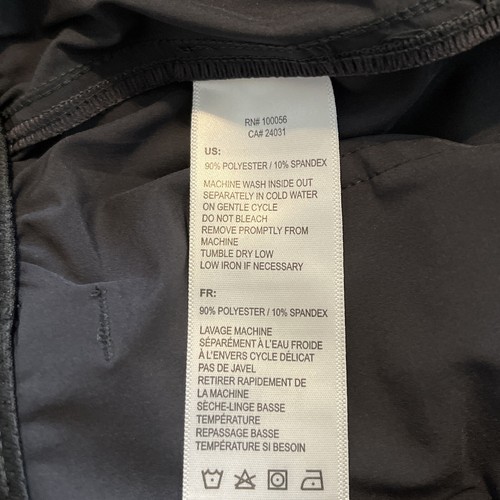 RN# 100056
CA# 24031
US:
90% POLYESTER / 10% SPANDEX
MACHINE WASH INSIDE OUT
SEPARATELY IN COLD WATER
ON GENTLE CYCLE
DO NOT BLEACH
REMOVE PROMPTLY FROM
MACHINE
TUMBLE DRY LOW
LOW IRON IF NECESSARY
FR:
90% POLYESTER / 10% SPANDEX
LAVAGE MACHINE
SÉPARÉMENT À L'EAU FROIDE
À L'ENVERS CYCLE DÉLICAT
PAS DE JAVEL
RETIRER RAPIDEMENT DE
LA MACHINE
SÈCHE-LINGE BASSE
TEMPÉRATURE
REPASSAGE BASSE
TEMPÉRATURE SI BESOIN